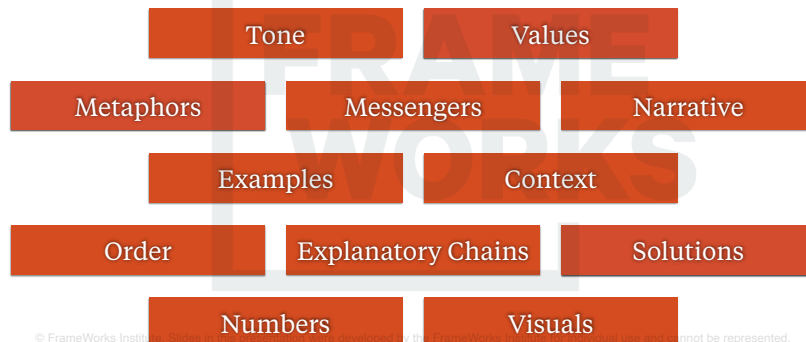 FRAME
WORKS
Tone
Values
Metaphors
Messengers
Narrative
Examples
Context
Order
Explanatory Chains
Solutions
Numbers
Visuals
© FrameWorks Institute. Slides in this presentation were developed by the FrameWorks Institute for individual use and cannot be represented.